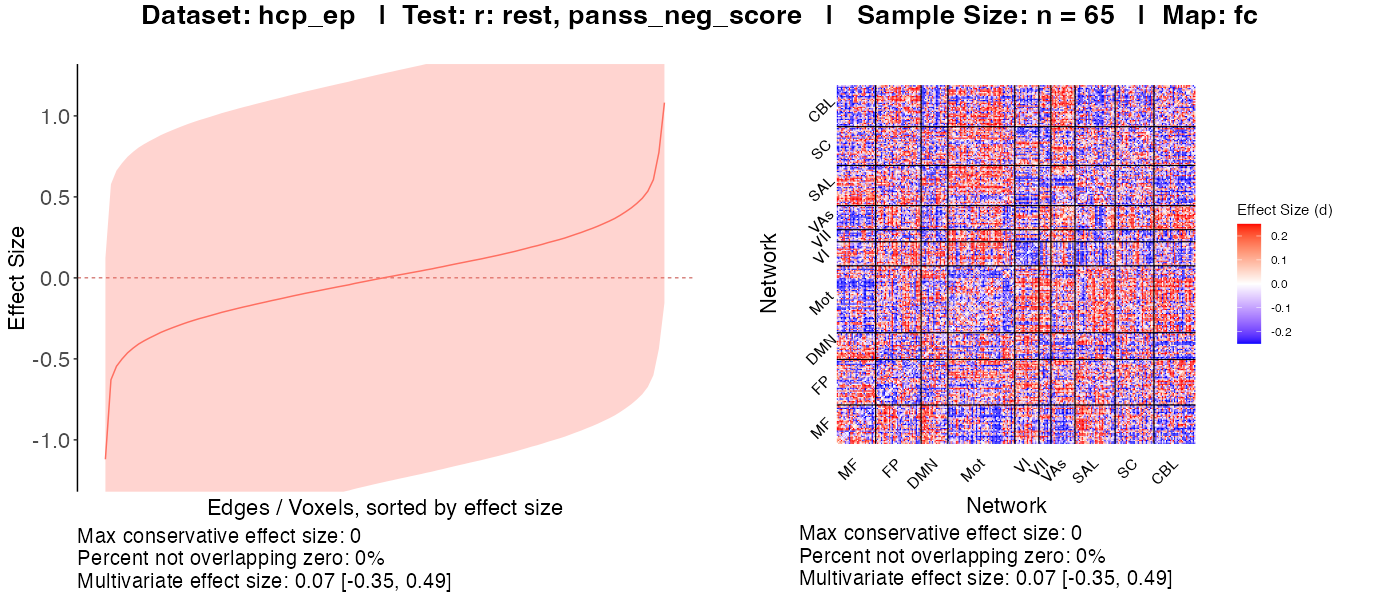 Dataset: hcp_ep | Test: r: rest, panss_neg_score | Sample Size: n = 65 | Map: fc
Effect Size
1.0
0.5
0.0
-0.5
-1.0
Edges / Voxels, sorted by effect size
Max conservative effect size: 0
Percent not overlapping zero: 0%
Multivariate effect size: 0.07 [-0.35, 0.49]
Network
CBL
SC
SAL
VAs
VII
VI
Mot
DMN
FP
MF
MF
FP
DMN
Mot
VI
VII
VAs
SAL
SC
CBL
Network
Max conservative effect size: 0
Percent not overlapping zero: 0%
Multivariate effect size: 0.07 [-0.35, 0.49]
Effect Size (d)
0.2
0.1
0.0
-0.1
-0.2